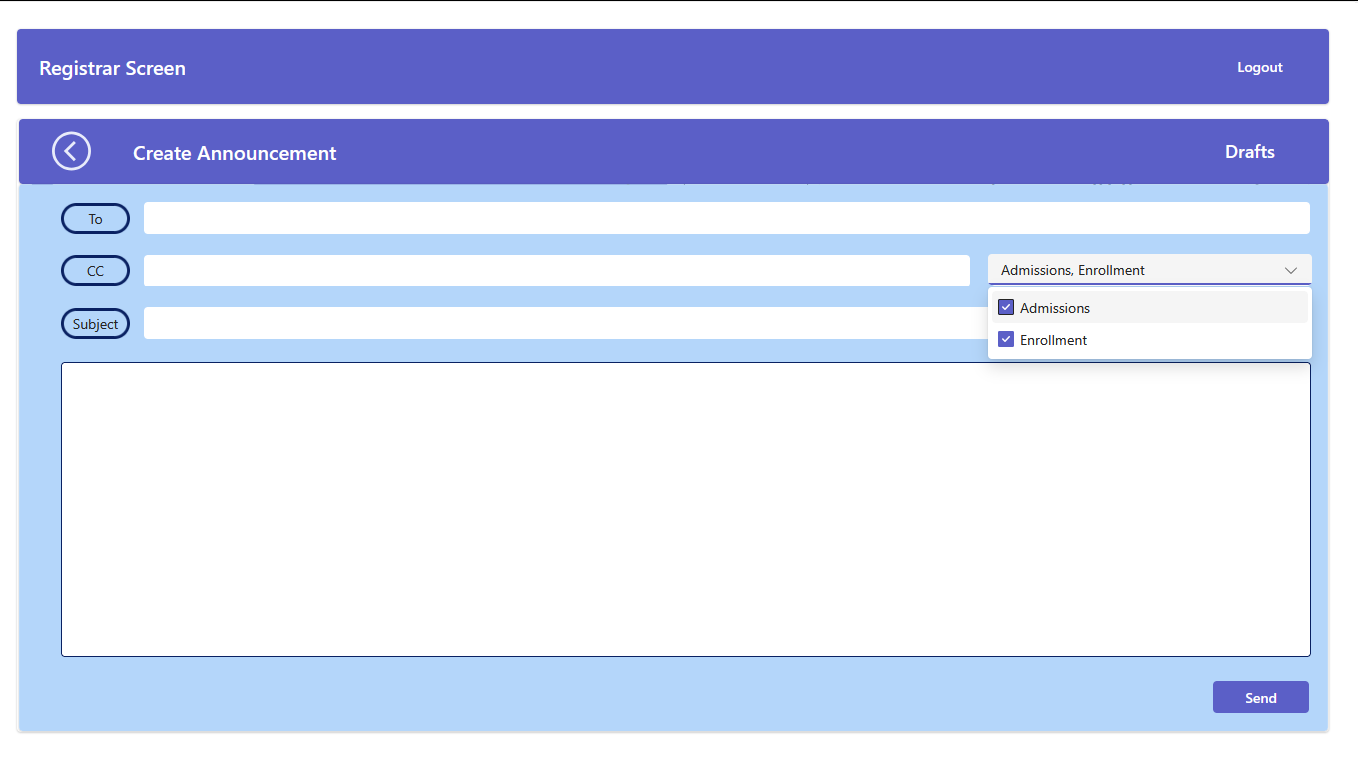 Registrar Screen
Logout
Create Announcement
Drafts
To
CC
Admissions, Enrollment
Admissions
Subject
Enrollment
Send